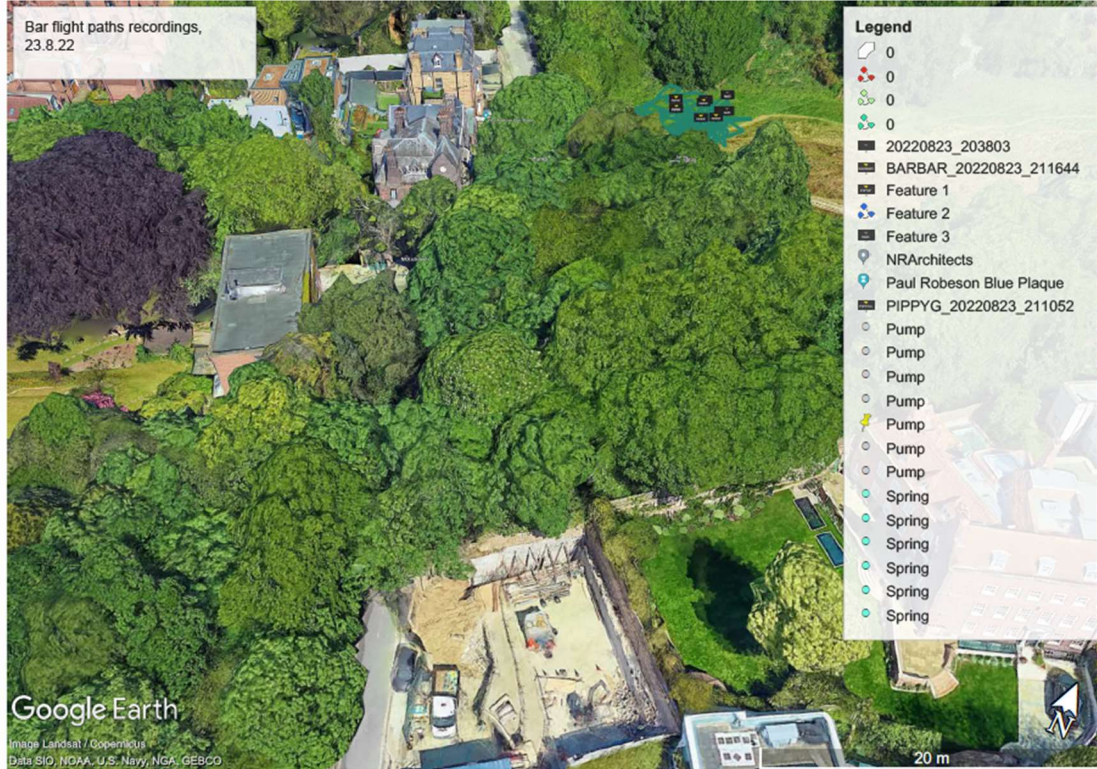 Bar flight paths recordings,
23.8.22
Legend
0
0
0
0
20220823_203803
BARBAR_20220823_211644
Feature 1
Feature 2
Feature 3
NRArchitects
Paul Robeson Blue Plaque
PIPPYG_20220823_211052
Pump
Pump
Pump
Pump
Pump
Pump
Pump
Spring
Spring
Spring
Spring
Spring
Spring
Google Earth
Image Landsat / Copernicus
Data SIO, NOAA, U.S. Navy, NGA, GEBCO
20 m
N